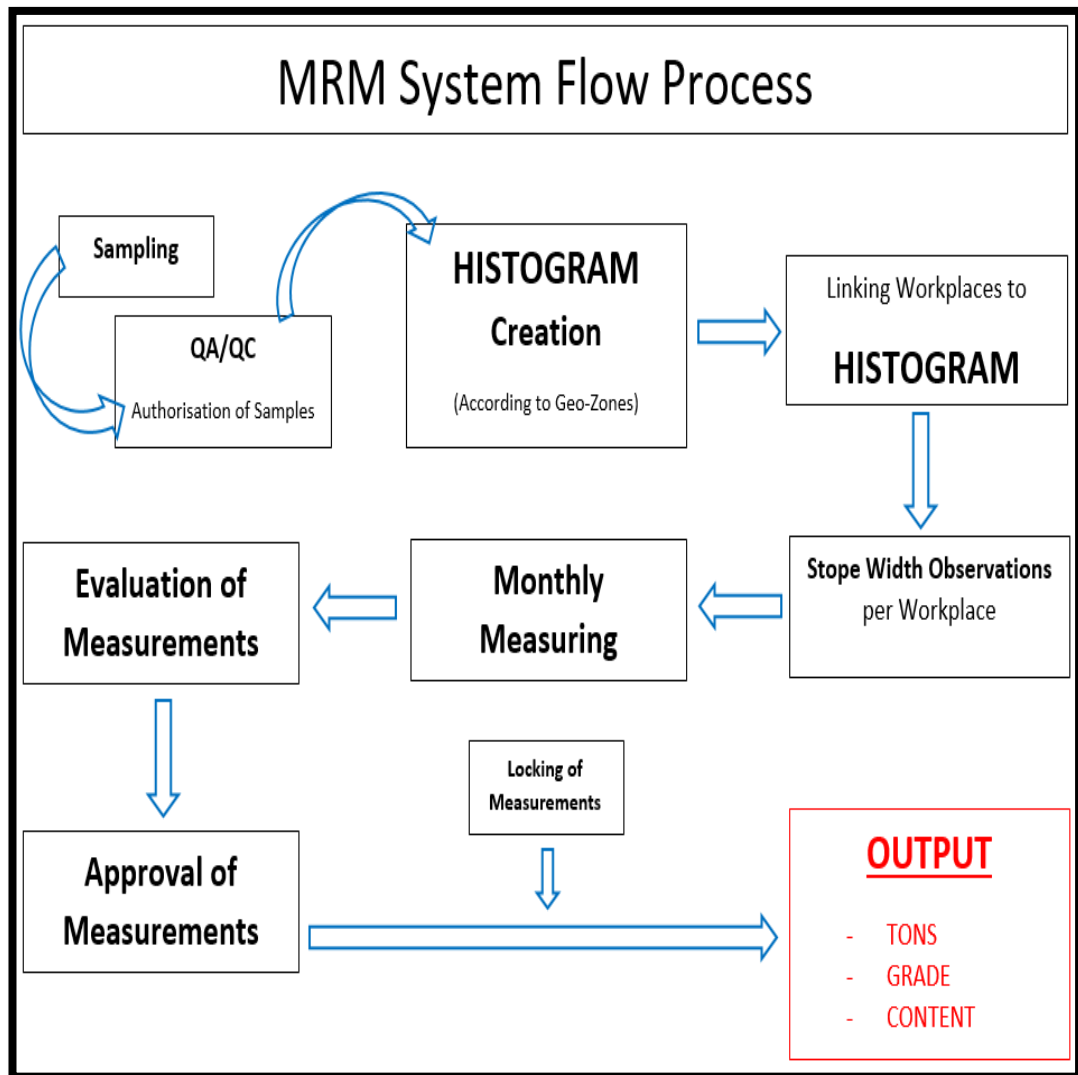 MRM System Flow Process
Sampling
QA/QC
Authorisation of Samples
HISTOGRAM
Creation
(According to Geo-Zones)
Linking Workplaces to
HISTOGRAM
Stope Width Observations
per Workplace
Monthly
Measuring
Evaluation of
Measurements
Approval of
Measurements
Locking of
Measurements
OUTPUT
- TONS
- GRADE
- CONTENT